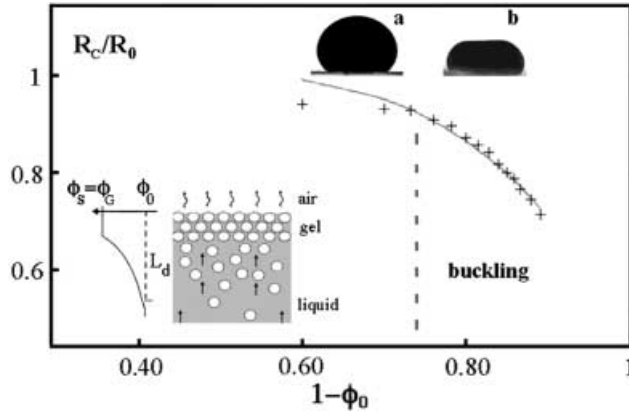 a
b
R_C/R_0
1
0.8
0.6
ϕ_S=ϕ_G
ϕ_0
L_d
air
gel
liquid
buckling
0.40
0.60
0.80
1
1−ϕ_0